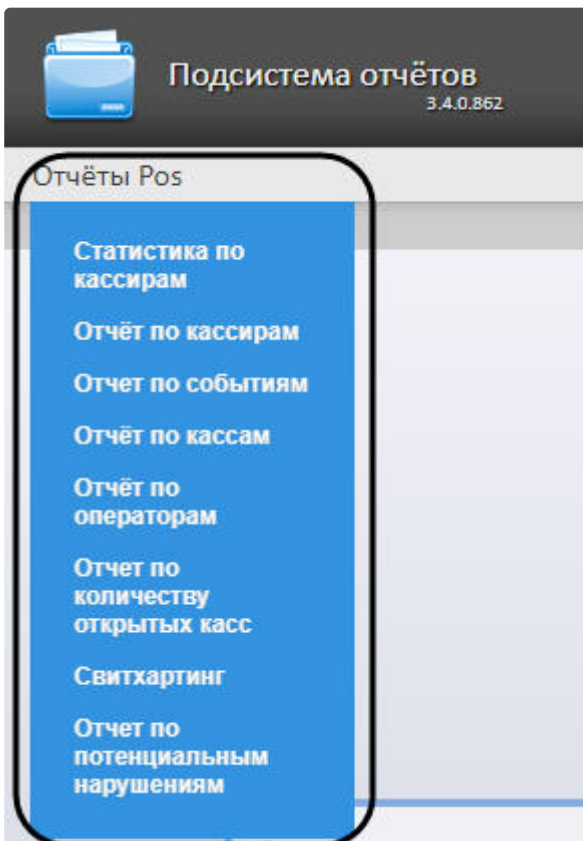 Подсистема отчётов
3.4.0.862
Отчёты Pos
Статистика по
кассирам
Отчёт по кассирам
Отчет по событиям
Отчёт по кассам
Отчёт по
операторам
Отчет по
количеству
открытых касс
Свитхартинг
Отчет по
потенциальным
нарушениям